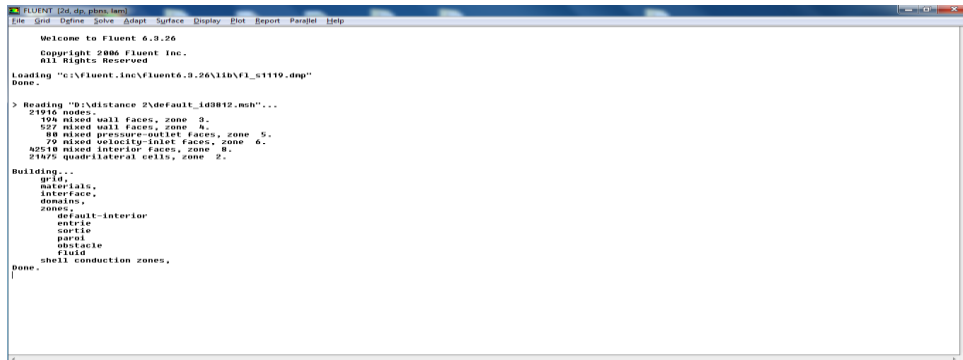 FLUENT [2d, dp, pbns, lam]
File Grid Define Solve Adapt Surface Display Plot Report Parallel Help
Welcome to Fluent 6.3.26
Copyright 2006 Fluent Inc.
All Rights Reserved
Loading "c:\fluent.inc\fluent6.3.26\lib\fl_s1119.dmp"
Done.
> Reading "D:\distance 2\default_id3812.msh"...
21916 nodes.
194 mixed wall faces, zone 3.
527 mixed wall faces, zone 4.
80 mixed pressure-outlet faces, zone 5.
79 mixed velocity-inlet faces, zone 6.
42510 mixed interior faces, zone 8.
21475 quadrilateral cells, zone 2.
Building...
grid,
materials,
interface,
domains,
zones,
default-interior
entrie
sortie
paroi
obstacle
fluid
shell conduction zones,
Done.